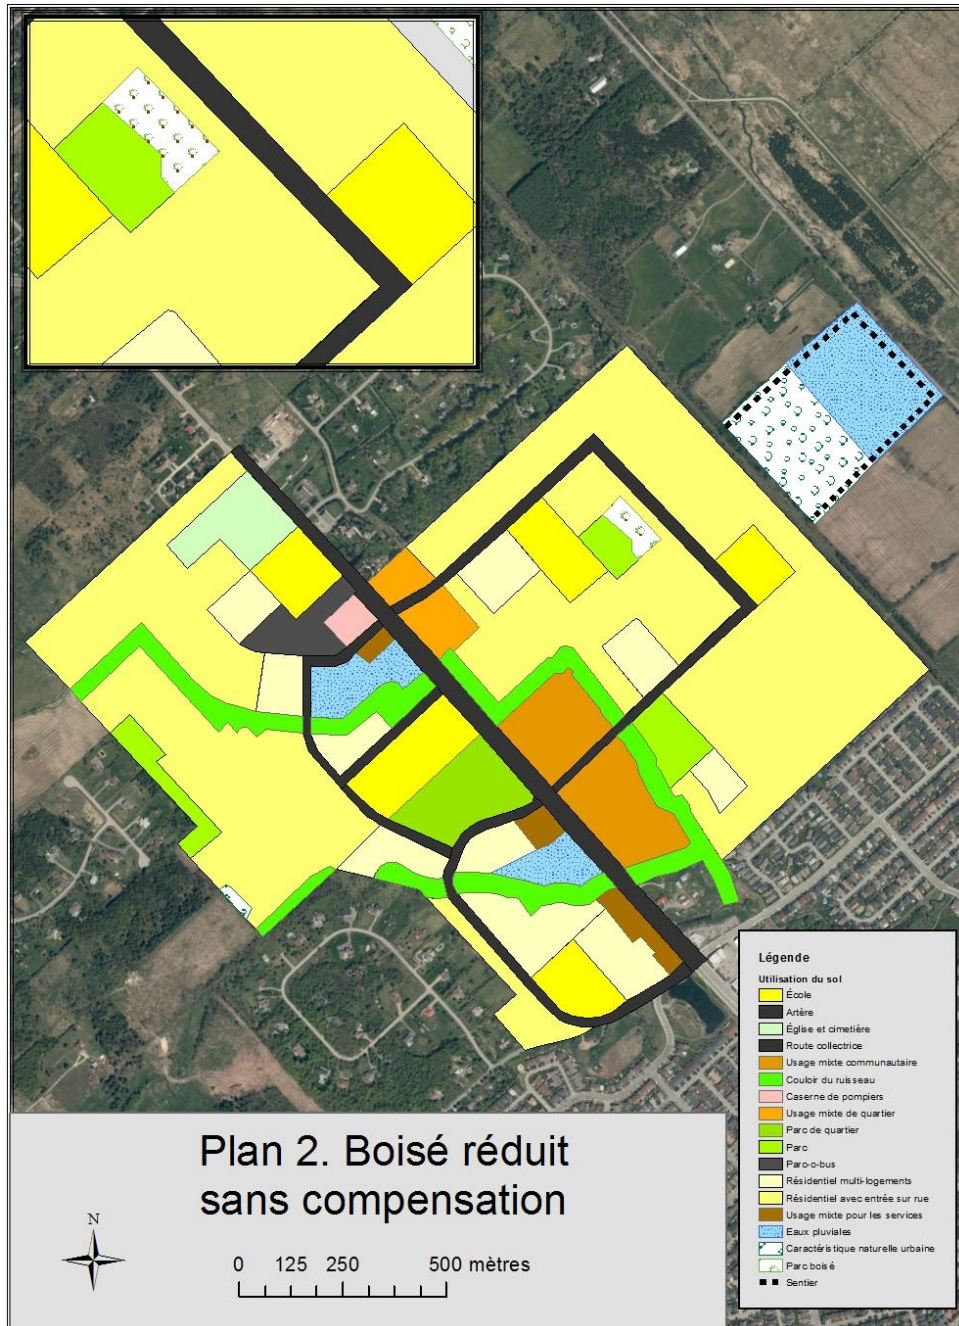 Plan 2. Boisé réduit
sans compensation
N
0 125 250 500 mètres
Légende
Utilisation du sol
École
Artère
Église et cimetière
Route collectrice
Usage mixte communautaire
Couloir du ruisseau
Caserne de pompiers
Usage mixte de quartier
Parc de quartier
Parc
Parc-o-bus
Résidentiel multi-logements
Résidentiel avec entrée sur rue
Usage mixte pour les services
Eaux pluviales
Caractéristique naturelle urbaine
Parc boisé
Sentier